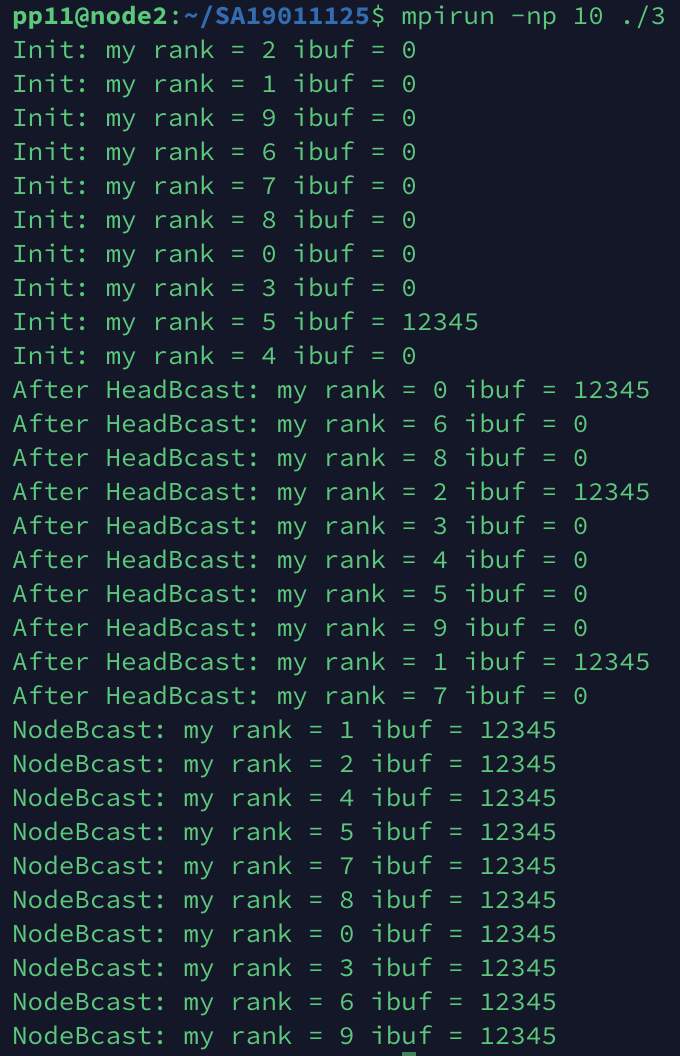 pp11@node2:~/SA19011125$ mpirun -np 10 ./3
Init: my rank = 2 ibuf = 0
Init: my rank = 1 ibuf = 0
Init: my rank = 9 ibuf = 0
Init: my rank = 6 ibuf = 0
Init: my rank = 7 ibuf = 0
Init: my rank = 8 ibuf = 0
Init: my rank = 0 ibuf = 0
Init: my rank = 3 ibuf = 0
Init: my rank = 5 ibuf = 12345
Init: my rank = 4 ibuf = 0
After HeadBcast: my rank = 0 ibuf = 12345
After HeadBcast: my rank = 6 ibuf = 0
After HeadBcast: my rank = 8 ibuf = 0
After HeadBcast: my rank = 2 ibuf = 12345
After HeadBcast: my rank = 3 ibuf = 0
After HeadBcast: my rank = 4 ibuf = 0
After HeadBcast: my rank = 5 ibuf = 0
After HeadBcast: my rank = 9 ibuf = 0
After HeadBcast: my rank = 1 ibuf = 12345
After HeadBcast: my rank = 7 ibuf = 0
NodeBcast: my rank = 1 ibuf = 12345
NodeBcast: my rank = 2 ibuf = 12345
NodeBcast: my rank = 4 ibuf = 12345
NodeBcast: my rank = 5 ibuf = 12345
NodeBcast: my rank = 7 ibuf = 12345
NodeBcast: my rank = 8 ibuf = 12345
NodeBcast: my rank = 0 ibuf = 12345
NodeBcast: my rank = 3 ibuf = 12345
NodeBcast: my rank = 6 ibuf = 12345
NodeBcast: my rank = 9 ibuf = 12345